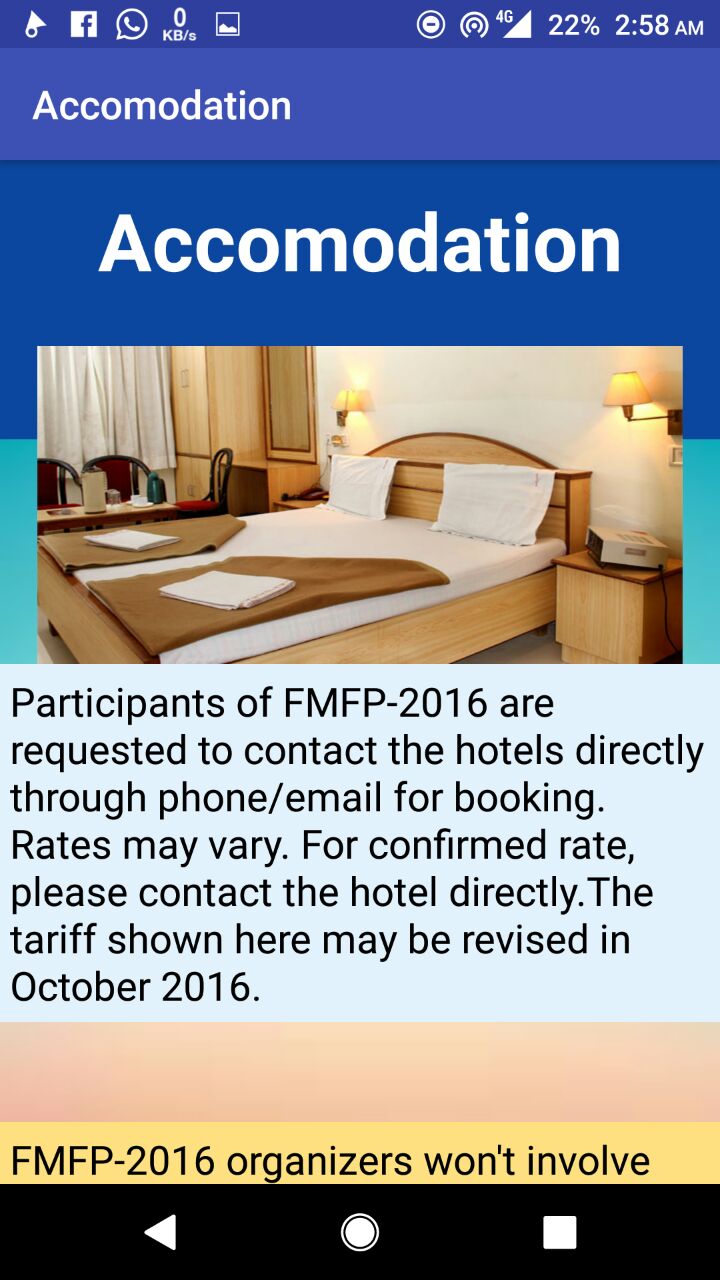 0
KB/s
4G
22% 2:58 AM
Accomodation
Accomodation
Participants of FMFP-2016 are
requested to contact the hotels directly
through phone/email for booking.
Rates may vary. For confirmed rate,
please contact the hotel directly.The
tariff shown here may be revised in
October 2016.
FMFP-2016 organizers won't involve